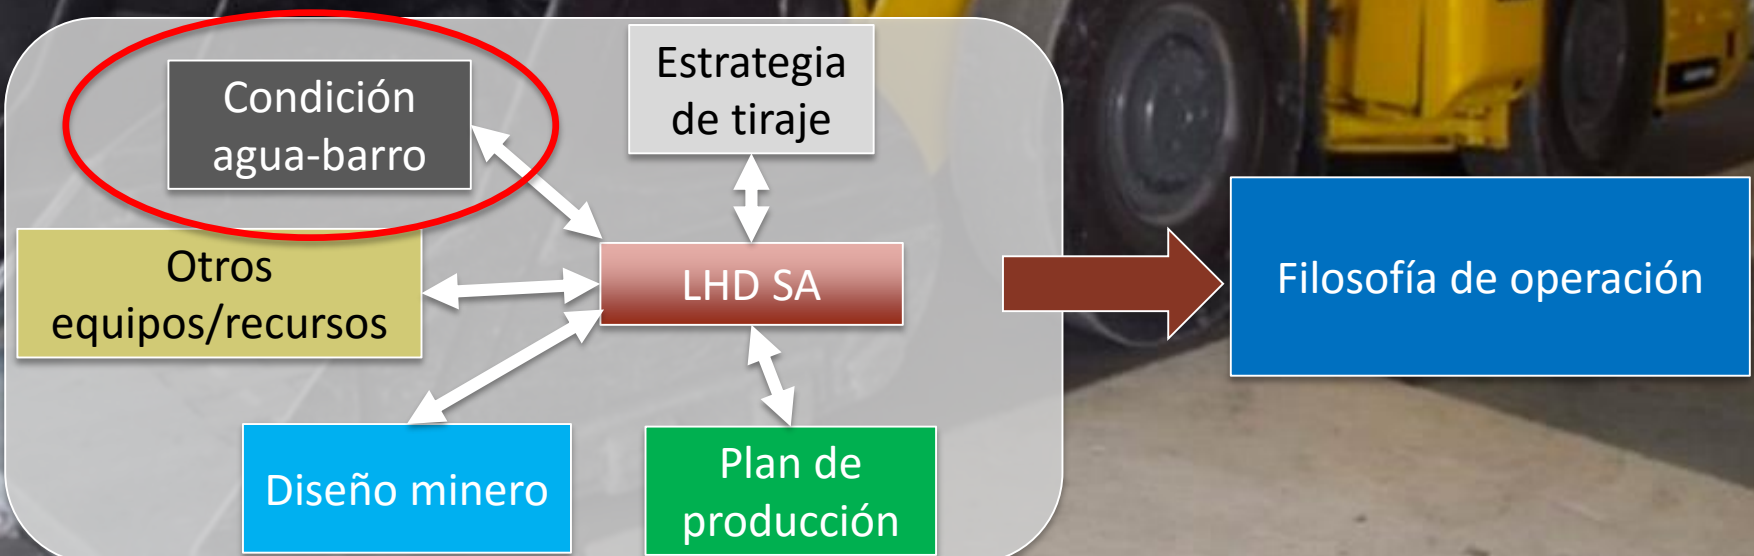 Condición
agua-barro
Estrategia
de tiraje
Otros
equipos/recursos
LHD SA
Filosofía de operación
Diseño minero
Plan de
producción